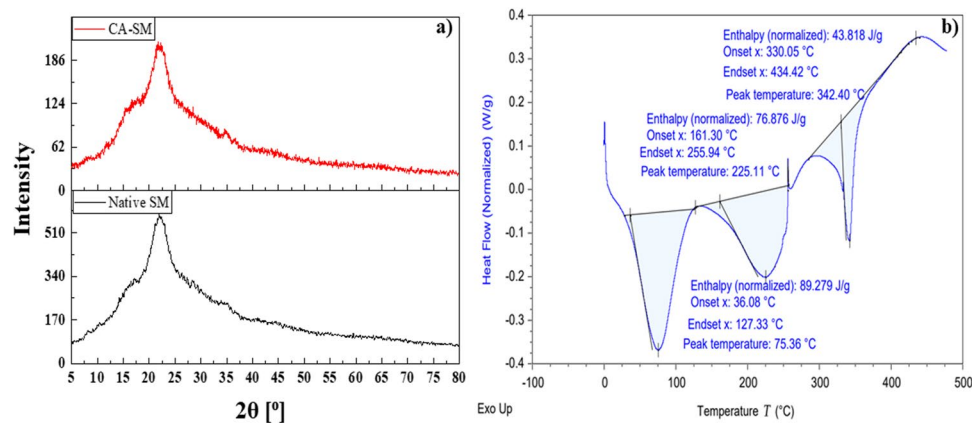 a)
CA-SM
186
124
62
0
Native SM
510
340
170
0
Intensity
5 10 15 20 25 30 35 40 45 50 55 60 65 70 75 80
2θ [º]
b)
0.4
0.3
0.2
0.1
0.0
-0.1
-0.2
-0.3
-0.4
Heat Flow (Normalized) (W/g)
Enthalpy (normalized): 43.818 J/g
Onset x: 330.05 °C
Endset x: 434.42 °C
Peak temperature: 342.40 °C
Enthalpy (normalized): 76.876 J/g
Onset x: 161.30 °C
Endset x: 255.94 °C
Peak temperature: 225.11 °C
Enthalpy (normalized): 89.279 J/g
Onset x: 36.08 °C
Endset x: 127.33 °C
Peak temperature: 75.36 °C
-100 0 100 200 300 400 500
Exo Up
Temperature T (°C)